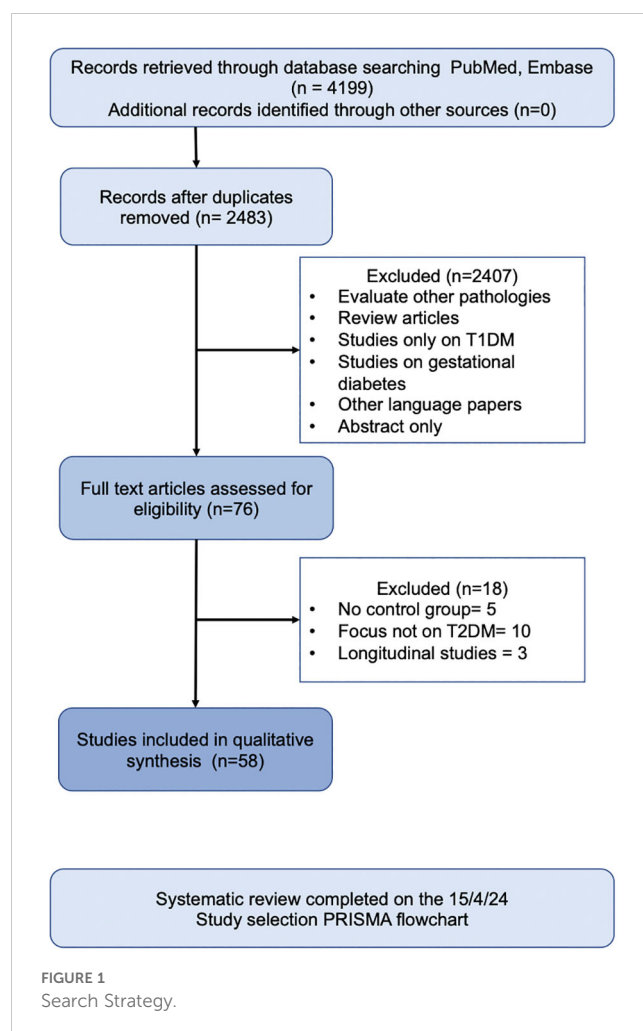 Records retrieved through database searching PubMed, Embase
(n = 4199)
Additional records identified through other sources (n=0)
Records after duplicates
removed (n= 2483)
Excluded (n=2407)
• Evaluate other pathologies
• Review articles
• Studies only on T1DM
• Studies on gestational
diabetes
• Other language papers
• Abstract only
Full text articles assessed for
eligibility (n=76)
Excluded (n=18)
• No control group= 5
• Focus not on T2DM= 10
• Longitudinal studies = 3
Studies included in qualitative
synthesis (n=58)
Systematic review completed on the 15/4/24
Study selection PRISMA flowchart
FIGURE 1
Search Strategy.